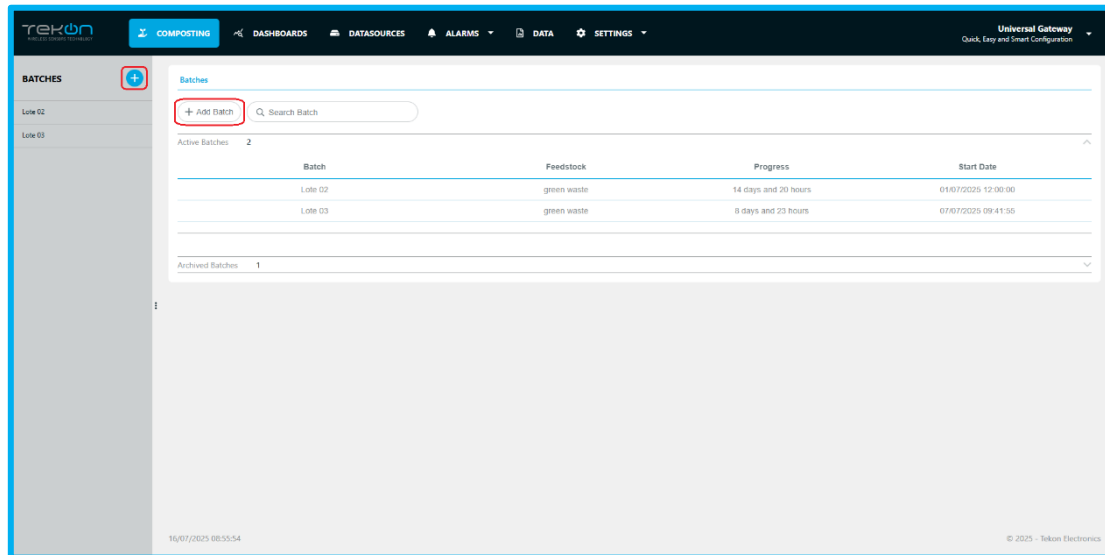 TEKON
WIRELESS SENSORS TECHNOLOGY
COMPOSTING DASHBOARDS DATASOURCES ALARMS DATA SETTINGS
Universal Gateway
Quick, Easy and Smart Configuration
BATCHES
Lote 02
Lote 03
Batches
+ Add Batch Search Batch
Active Batches 2
Batch Feedstock Progress Start Date
Lote 02 green waste 14 days and 20 hours 01/07/2025 12:00:00
Lote 03 green waste 8 days and 23 hours 07/07/2025 09:41:55
Archived Batches 1
16/07/2025 08:55:54 © 2025 - Tekon Electronics